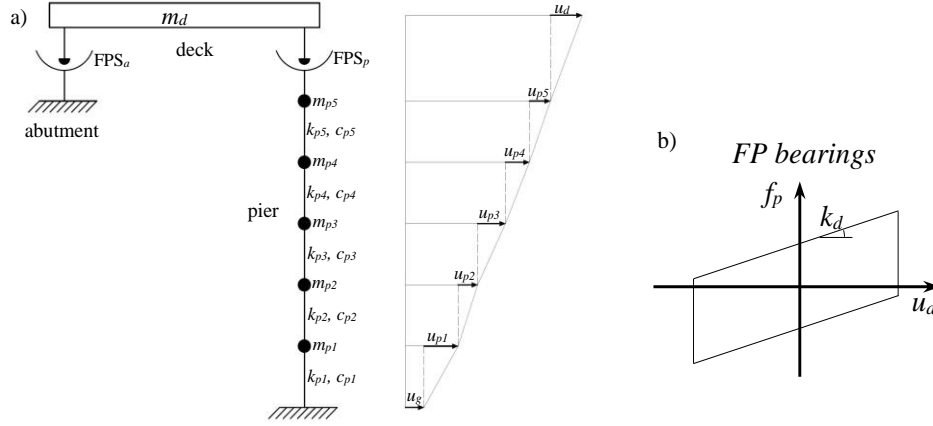 a)
m_d
deck
FPS_a
FPS_p
abutment
pier
m_p5
k_p5, c_p5
m_p4
k_p4, c_p4
m_p3
k_p3, c_p3
m_p2
k_p2, c_p2
m_p1
k_p1, c_p1
u_d
u_p5
u_p4
u_p3
u_p2
u_p1
u_g
b)
FP bearings
f_p
k_d
u_d